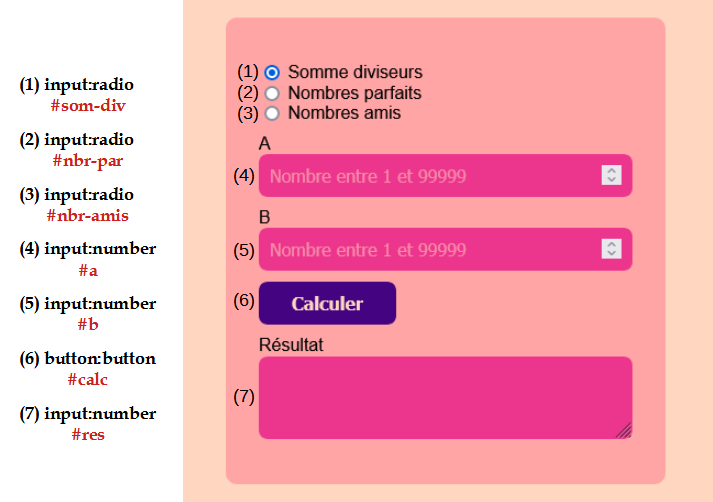 (1) input:radio
#som-div
(2) input:radio
#nbr-par
(3) input:radio
#nbr-amis
(4) input:number
#a
(5) input:number
#b
(6) button:button
#calc
(7) input:number
#res
(1) Somme diviseurs
(2) Nombres parfaits
(3) Nombres amis
A
(4) Nombre entre 1 et 99999
B
(5) Nombre entre 1 et 99999
(6) Calculer
Résultat
(7)